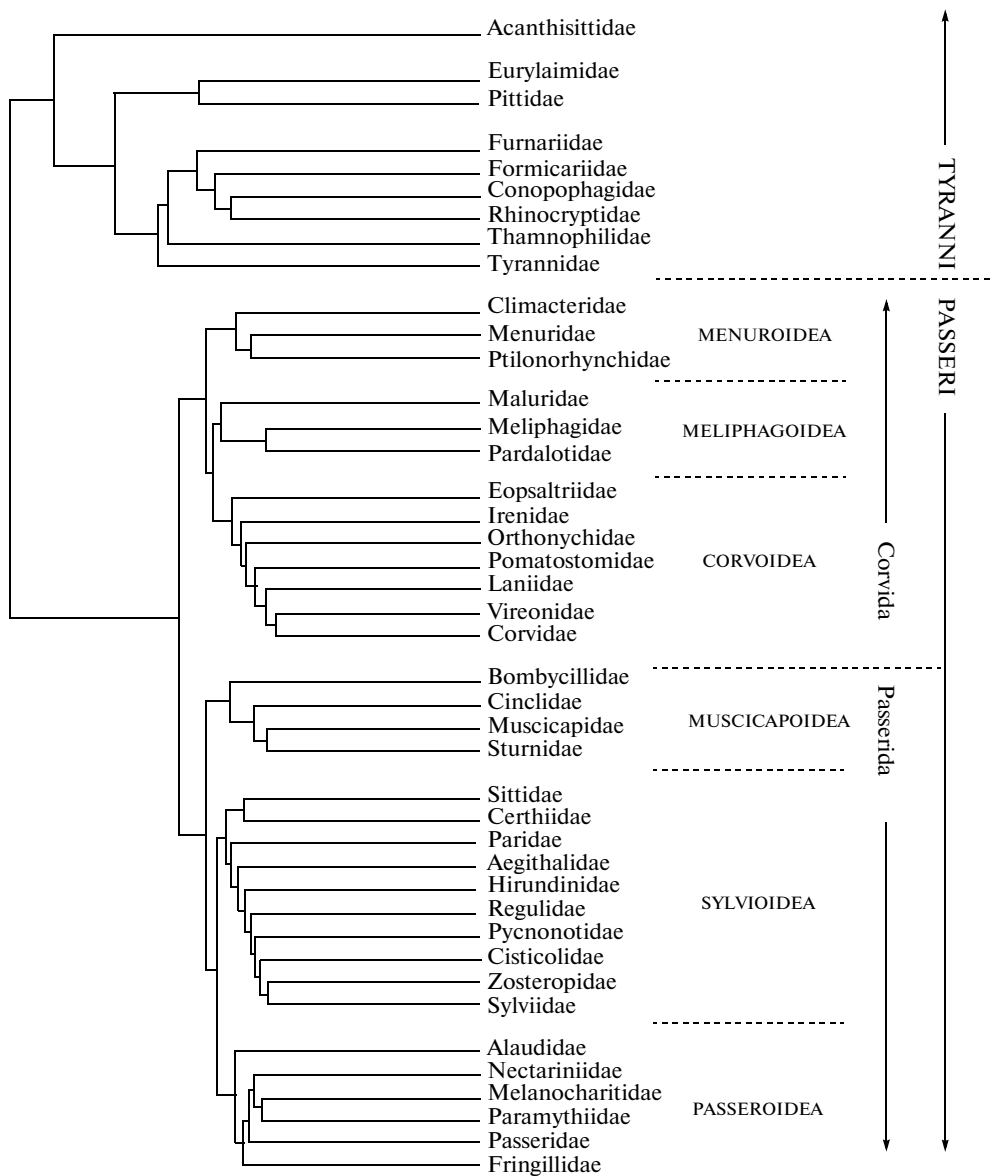 Acanthisittidae
Eurylaimidae
Pittidae
Furnariidae
Formicariidae
Conopophagidae
Rhinocryptidae
Thamnophilidae
Tyrannidae
TYRANNI
Climacteridae
Menuridae
Ptilonorhynchidae
MENUROIDEA
PASSERI
Maluridae
Meliphagidae
Pardalotidae
MELIPHAGOIDEA
Eopsaltriidae
Irenidae
Orthonychidae
Pomatostomidae
Laniidae
Vireonidae
Corvidae
CORVOIDEA
Corvida
Bombycillidae
Cinclidae
Muscicapidae
Sturnidae
MUSCICAPOIDEA
Passerida
Sittidae
Certhiidae
Paridae
Aegithalidae
Hirundinidae
Regulidae
Pycnonotidae
Cisticolidae
Zosteropidae
Sylviidae
SYLVIOIDEA
Alaudidae
Nectariniidae
Melanocharitidae
Paramythiidae
Passeridae
Fringillidae
PASSEROIDEA